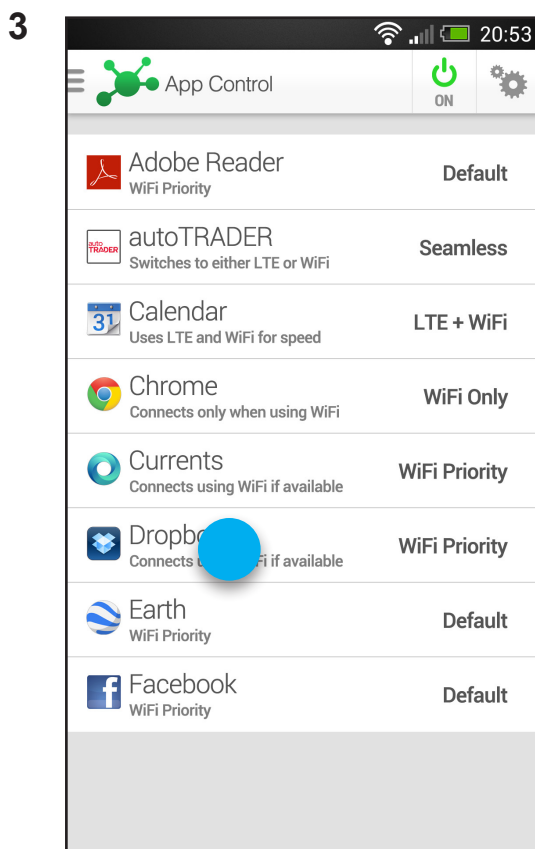 3
20:53
App Control
ON
Adobe Reader
WiFi Priority
Default
auto
TRADER
autoTRADER
Switches to either LTE or WiFi
Seamless
31
Calendar
Uses LTE and WiFi for speed
LTE + WiFi
Chrome
Connects only when using WiFi
WiFi Only
Currents
Connects using WiFi if available
WiFi Priority
Connects if available
WiFi Priority
Earth
WiFi Priority
Default
f
Facebook
WiFi Priority
Default